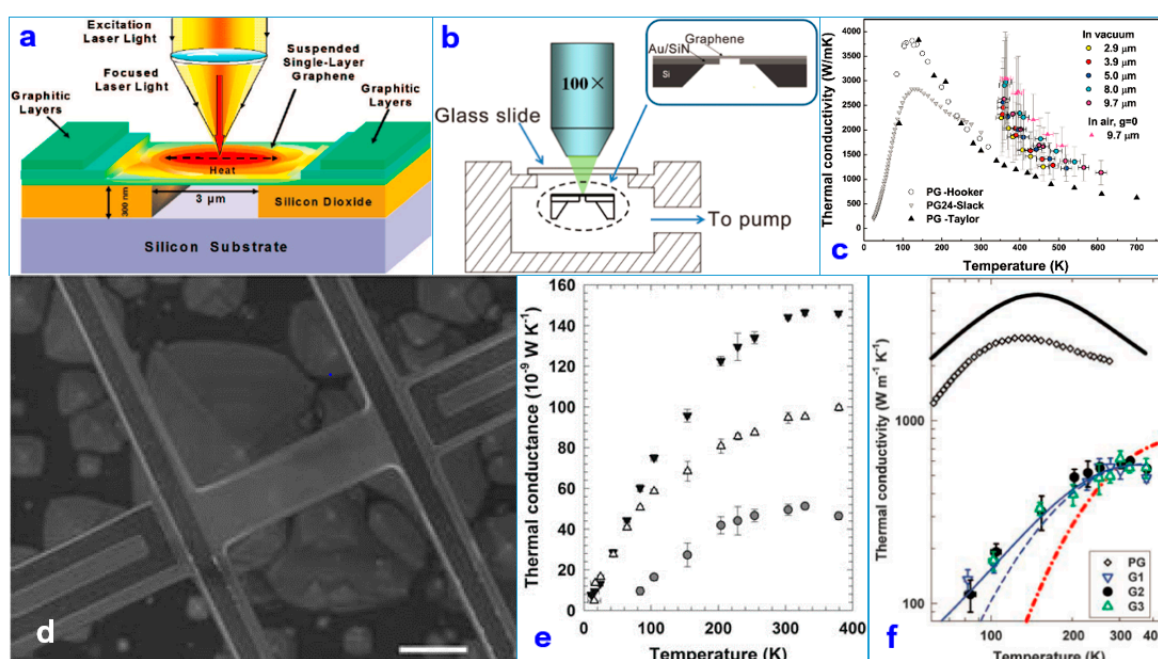 a
Excitation
Laser Light
Focused
Laser Light
Suspended
Single-Layer
Graphene
Graphitic
Layers
Graphitic
Layers
Heat
300 nm
3 µm
Silicon Dioxide
Silicon Substrate
b
100×
Graphene
Au/SiN
Si
Glass slide
To pump
Thermal conductivity (W/mK)
4000
3500
3000
2500
2000
1500
1000
500
0
In vacuum
2.9 µm
3.9 µm
5.0 µm
8.0 µm
9.7 µm
In air, g=0
9.7 µm
PG -Hooker
PG24-Slack
PG -Taylor
c
0 100 200 300 400 500 600 700
Temperature (K)
d
Thermal conductance (10⁻⁹ W K⁻¹)
160
140
120
100
80
60
40
20
0
e
0 100 200 300 400
Temperature (K)
Thermal conductivity (W m⁻¹ K⁻¹)
1000
100
PG
G1
G2
G3
f
100 200 300
Temperature (K)